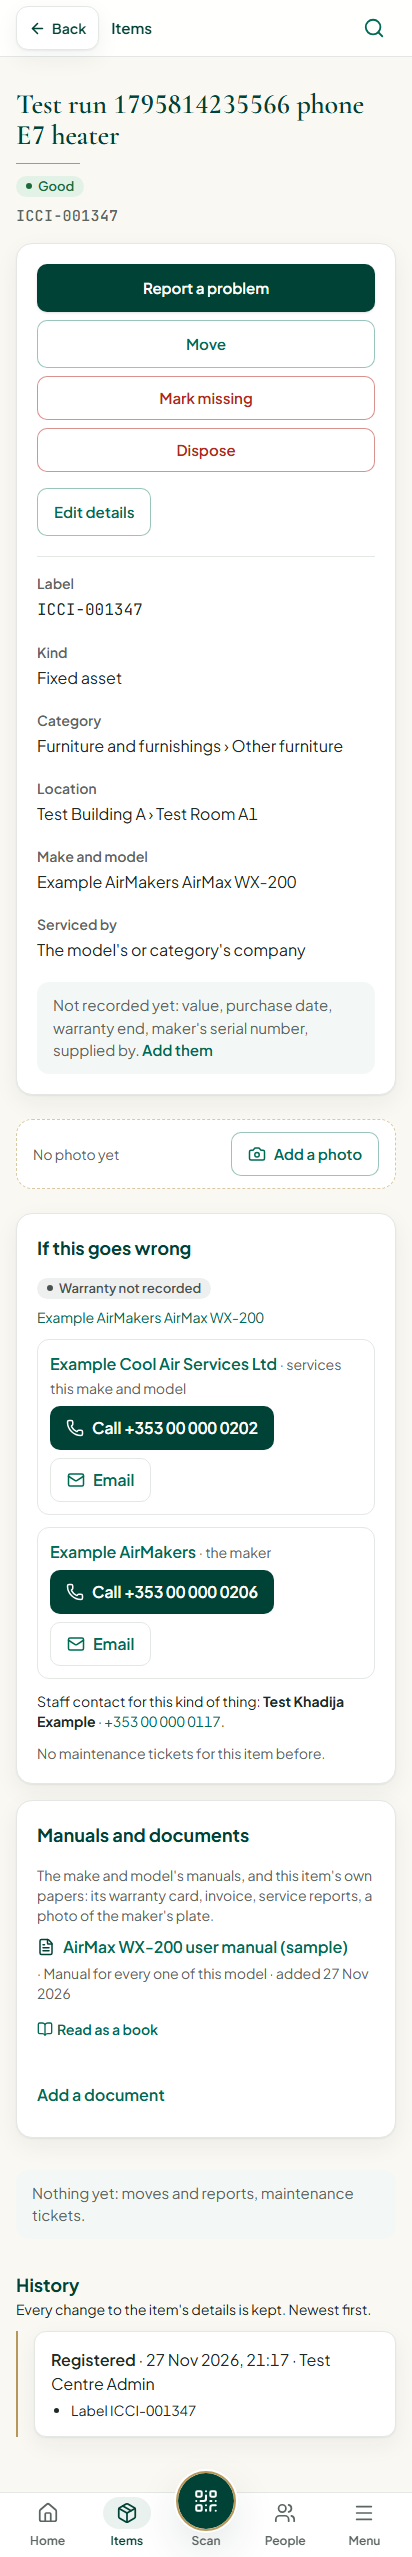 Back
Items
Test run 1795814235566 phone
E7 heater
Good
ICCI-001347
Report a problem
Move
Mark missing
Dispose
Edit details
Label
ICCI-001347
Kind
Fixed asset
Category
Furniture and furnishings › Other furniture
Location
Test Building A › Test Room A1
Make and model
Example AirMakers AirMax WX-200
Serviced by
The model's or category's company
Not recorded yet: value, purchase date,
warranty end, maker's serial number,
supplied by. Add them
No photo yet
Add a photo
If this goes wrong
Warranty not recorded
Example AirMakers AirMax WX-200
Example Cool Air Services Ltd · services
this make and model
Call +353 00 000 0202
Email
Example AirMakers · the maker
Call +353 00 000 0206
Email
Staff contact for this kind of thing: Test Khadija
Example · +353 00 000 0117.
No maintenance tickets for this item before.
Manuals and documents
The make and model's manuals, and this item's own
papers: its warranty card, invoice, service reports, a
photo of the maker's plate.
AirMax WX-200 user manual (sample)
· Manual for every one of this model · added 27 Nov
2026
Read as a book
Add a document
Nothing yet: moves and reports, maintenance
tickets.
History
Every change to the item's details is kept. Newest first.
Registered · 27 Nov 2026, 21:17 · Test
Centre Admin
• Label ICCI-001347
Home
Items
Scan
People
Menu